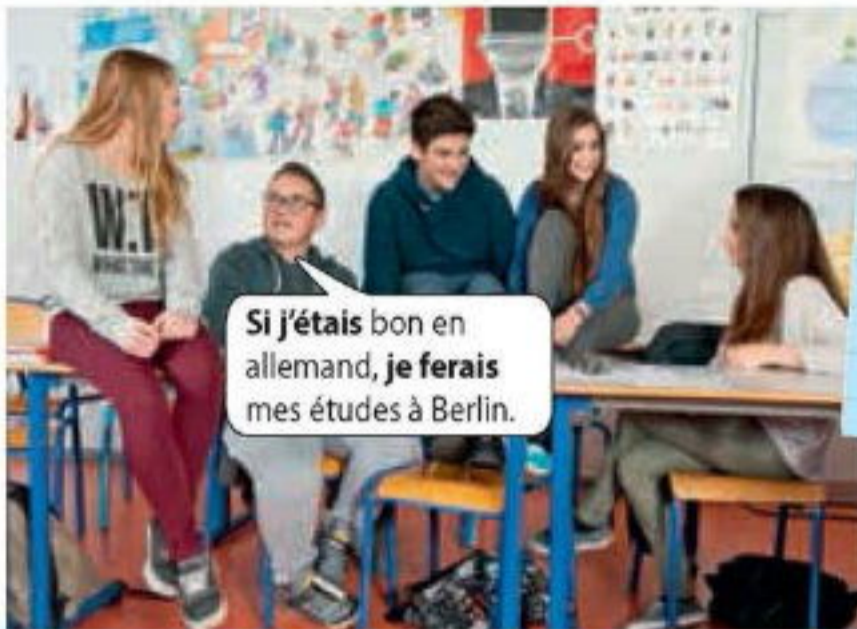 W.I
Si j'étais bon en
allemand, je ferais
mes études à Berlin.